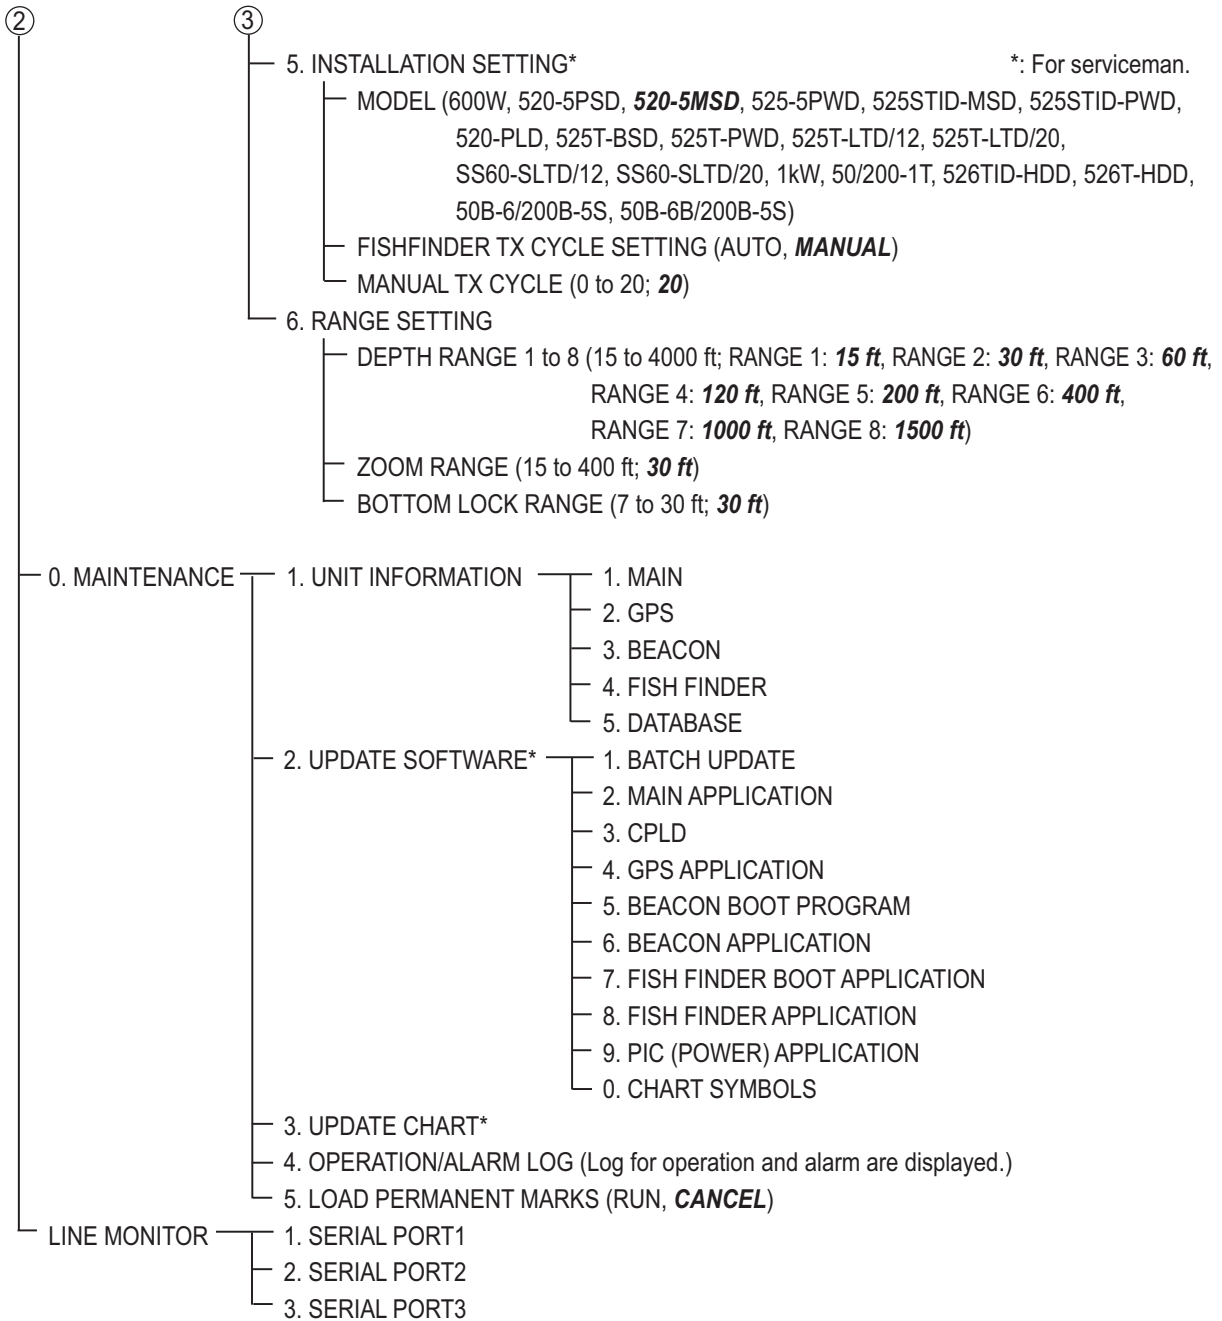 ② ③
5. INSTALLATION SETTING* *: For serviceman.
MODEL (600W, 520-5PSD, 520-5MSD, 525-5PWD, 525STID-MSD, 525STID-PWD,
520-PLD, 525T-BSD, 525T-PWD, 525T-LTD/12, 525T-LTD/20,
SS60-SLTD/12, SS60-SLTD/20, 1kW, 50/200-1T, 526TID-HDD, 526T-HDD,
50B-6/200B-5S, 50B-6B/200B-5S)
FISHFINDER TX CYCLE SETTING (AUTO, MANUAL)
MANUAL TX CYCLE (0 to 20; 20)
6. RANGE SETTING
DEPTH RANGE 1 to 8 (15 to 4000 ft; RANGE 1: 15 ft, RANGE 2: 30 ft, RANGE 3: 60 ft,
RANGE 4: 120 ft, RANGE 5: 200 ft, RANGE 6: 400 ft,
RANGE 7: 1000 ft, RANGE 8: 1500 ft)
ZOOM RANGE (15 to 400 ft; 30 ft)
BOTTOM LOCK RANGE (7 to 30 ft; 30 ft)
0. MAINTENANCE 1. UNIT INFORMATION 1. MAIN
2. GPS
3. BEACON
4. FISH FINDER
5. DATABASE
2. UPDATE SOFTWARE* 1. BATCH UPDATE
2. MAIN APPLICATION
3. CPLD
4. GPS APPLICATION
5. BEACON BOOT PROGRAM
6. BEACON APPLICATION
7. FISH FINDER BOOT APPLICATION
8. FISH FINDER APPLICATION
9. PIC (POWER) APPLICATION
0. CHART SYMBOLS
3. UPDATE CHART*
4. OPERATION/ALARM LOG (Log for operation and alarm are displayed.)
5. LOAD PERMANENT MARKS (RUN, CANCEL)
LINE MONITOR 1. SERIAL PORT1
2. SERIAL PORT2
3. SERIAL PORT3